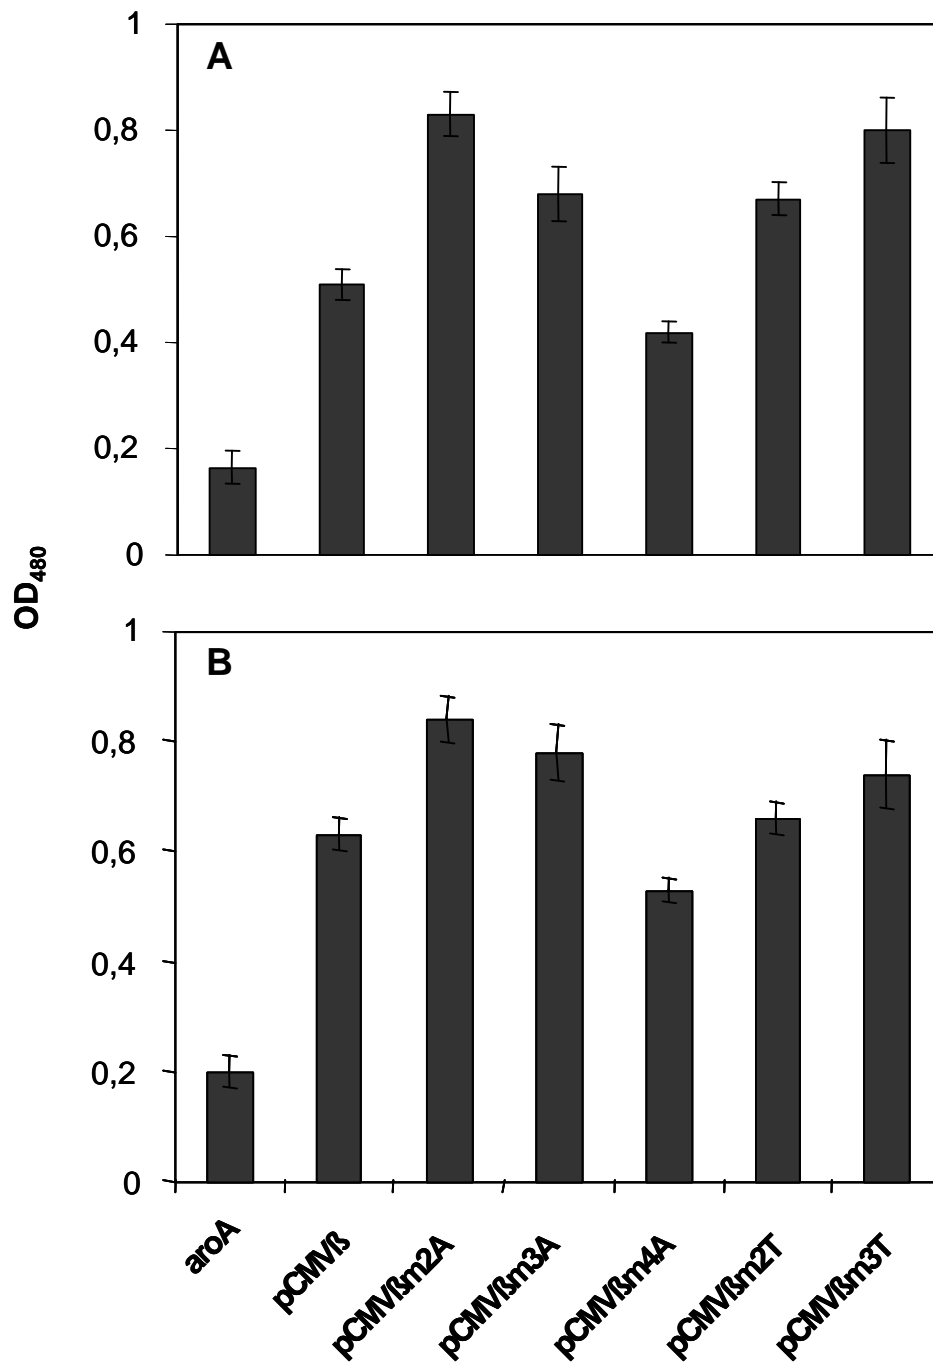 1
A
0,8
0,6
0,4
0,2
0
OD480
1
B
0,8
0,6
0,4
0,2
0
aroA
pCMVß
pCMVßm2A
pCMVßm3A
pCMVßm4A
pCMVßm2T
pCMVßm3T